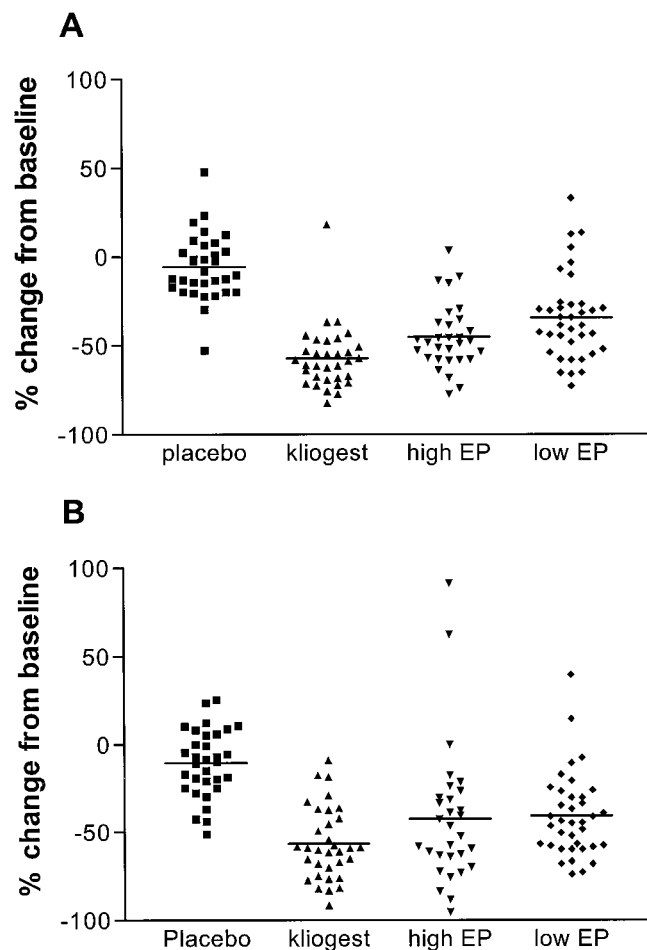 A
% change from baseline
100
50
0
-50
-100
placebo kliogest high EP low EP
B
% change from baseline
100
50
0
-50
-100
Placebo kliogest high EP low EP